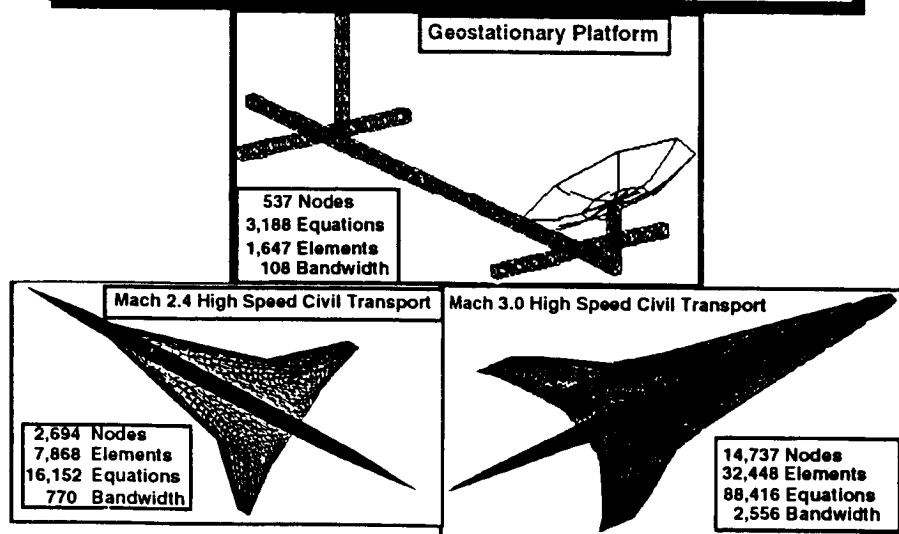 Geostationary Platform
537 Nodes
3,188 Equations
1,647 Elements
108 Bandwidth
Mach 2.4 High Speed Civil Transport
2,694 Nodes
7,868 Elements
16,152 Equations
770 Bandwidth
Mach 3.0 High Speed Civil Transport
14,737 Nodes
32,448 Elements
88,416 Equations
2,556 Bandwidth